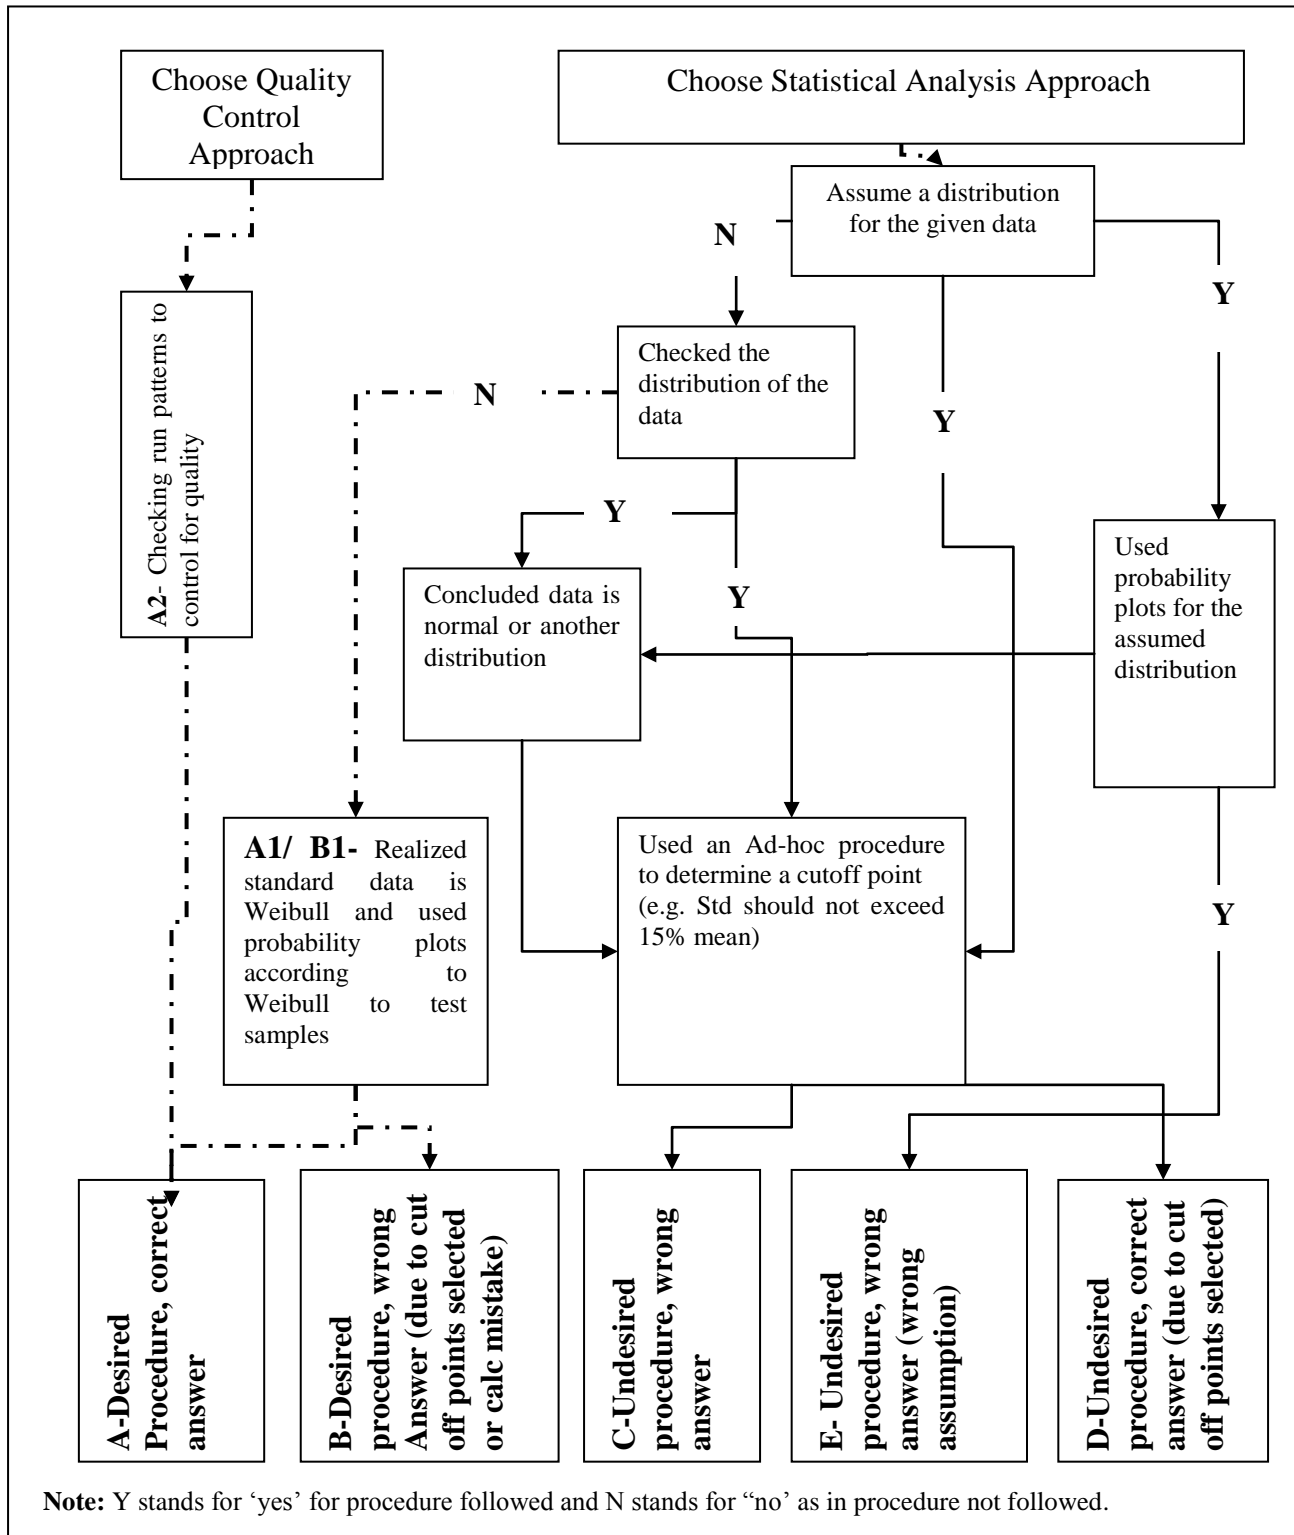 Choose Quality
Control
Approach
Choose Statistical Analysis Approach
Assume a distribution
for the given data
N
Y
A2- Checking run patterns to
control for quality
Checked the
distribution of the
data
N
Y
Y
Y
Used
probability
plots for the
assumed
distribution
Concluded data is
normal or another
distribution
A1/ B1- Realized
standard data is
Weibull and used
probability plots
according to
Weibull to test
samples
Used an Ad-hoc procedure
to determine a cutoff point
(e.g. Std should not exceed
15% mean)
Y
A-Desired
Procedure, correct
answer
B-Desired
procedure, wrong
Answer (due to cut
off points selected
or calc mistake)
C-Undesired
procedure, wrong
answer
E- Undesired
procedure, wrong
answer (wrong
assumption)
D-Undesired
procedure, correct
answer (due to cut
off points selected)
Note: Y stands for ‘yes’ for procedure followed and N stands for “no’ as in procedure not followed.